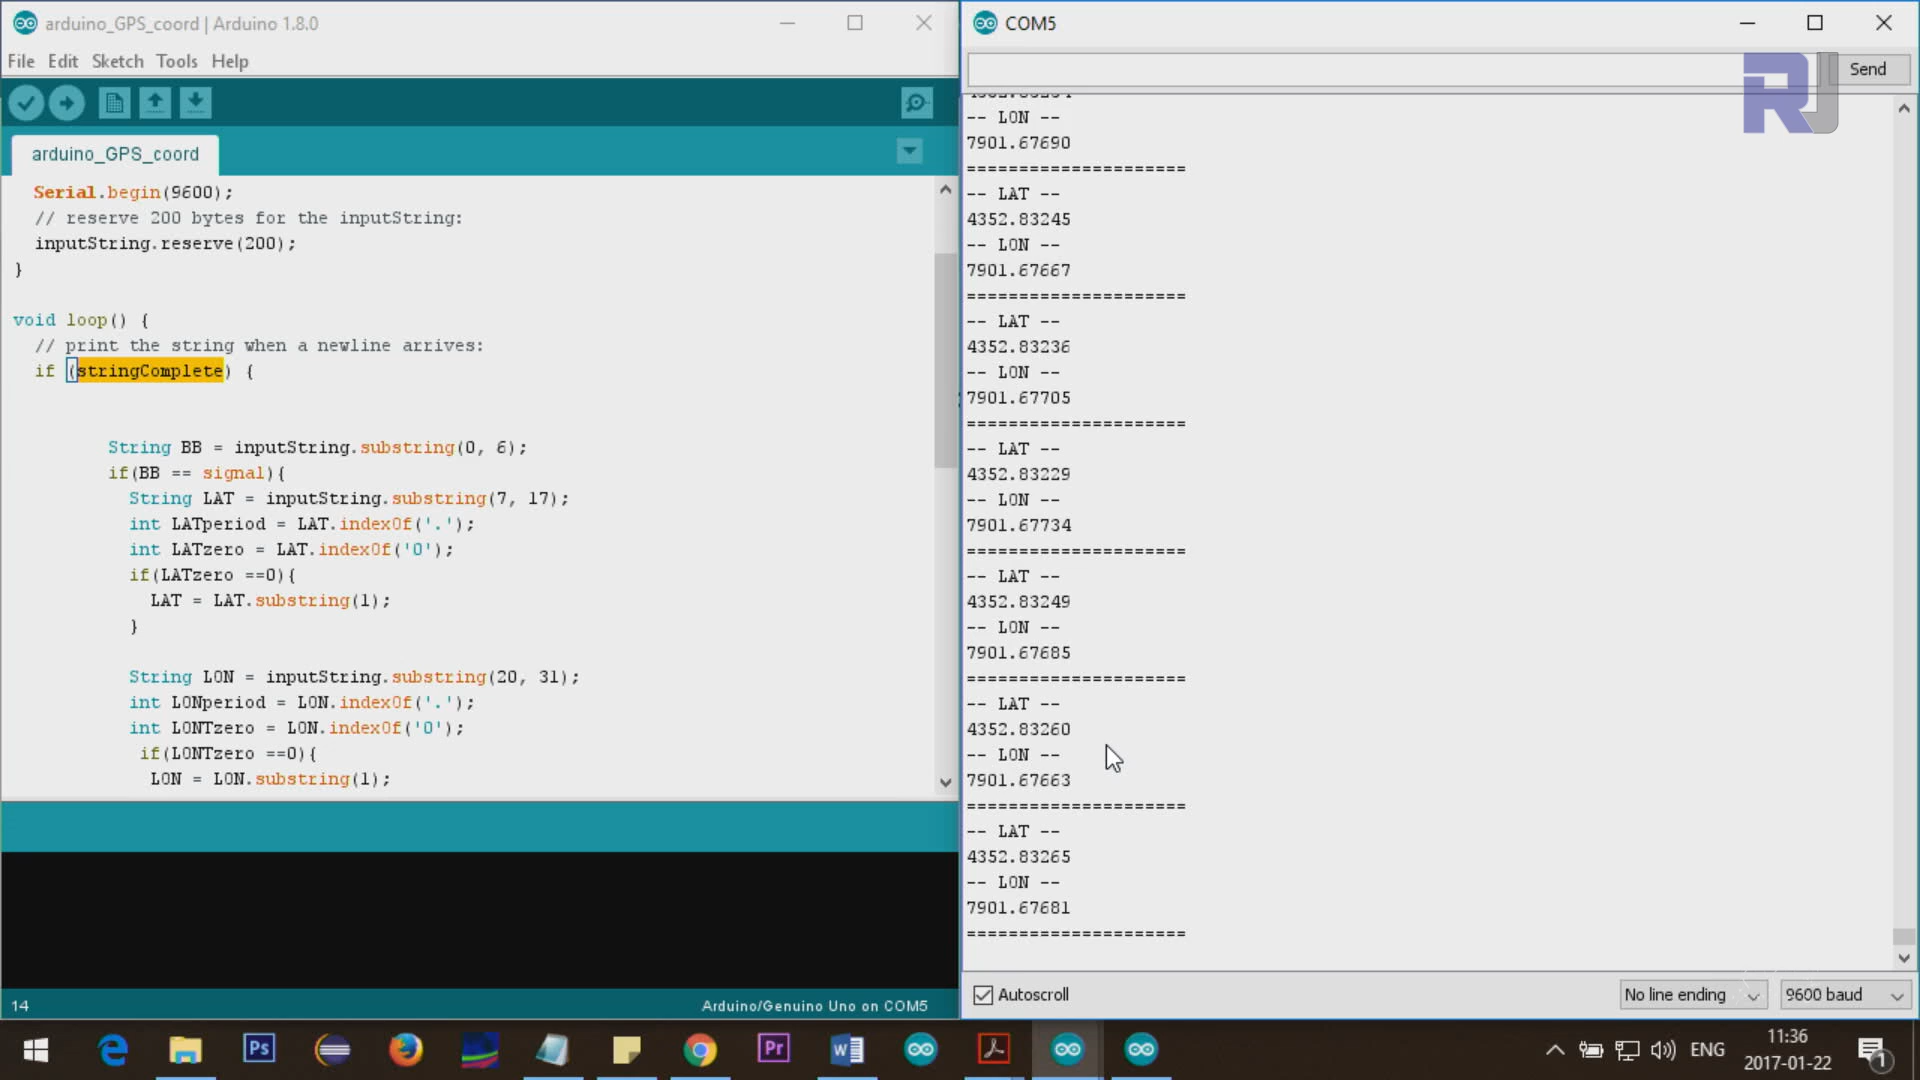 arduino_GPS_coord | Arduino 1.8.0
File Edit Sketch Tools Help
arduino_GPS_coord
Serial.begin(9600);
// reserve 200 bytes for the inputString:
inputString.reserve(200);
}
void loop() {
// print the string when a newline arrives:
if (stringComplete) {
String BB = inputString.substring(0, 6);
if(BB == signal){
String LAT = inputString.substring(7, 17);
int LATperiod = LAT.indexOf('.');
int LATzero = LAT.indexOf('0');
if(LATzero ==0){
LAT = LAT.substring(1);
}
String LON = inputString.substring(20, 31);
int LONperiod = LON.indexOf('.');
int LONTzero = LON.indexOf('0');
if(LONTzero ==0){
LON = LON.substring(1);
14
Arduino/Genuino Uno on COM5
COM5
Send
RJ
-- LON --
7901.67690
=====================
-- LAT --
4352.83245
-- LON --
7901.67667
=====================
-- LAT --
4352.83236
-- LON --
7901.67705
=====================
-- LAT --
4352.83229
-- LON --
7901.67734
=====================
-- LAT --
4352.83249
-- LON --
7901.67685
=====================
-- LAT --
4352.83260
-- LON --
7901.67663
=====================
-- LAT --
4352.83265
-- LON --
7901.67681
=====================
Autoscroll
No line ending
9600 baud
Ps
Pr
W
ENG
11:36
2017-01-22
1